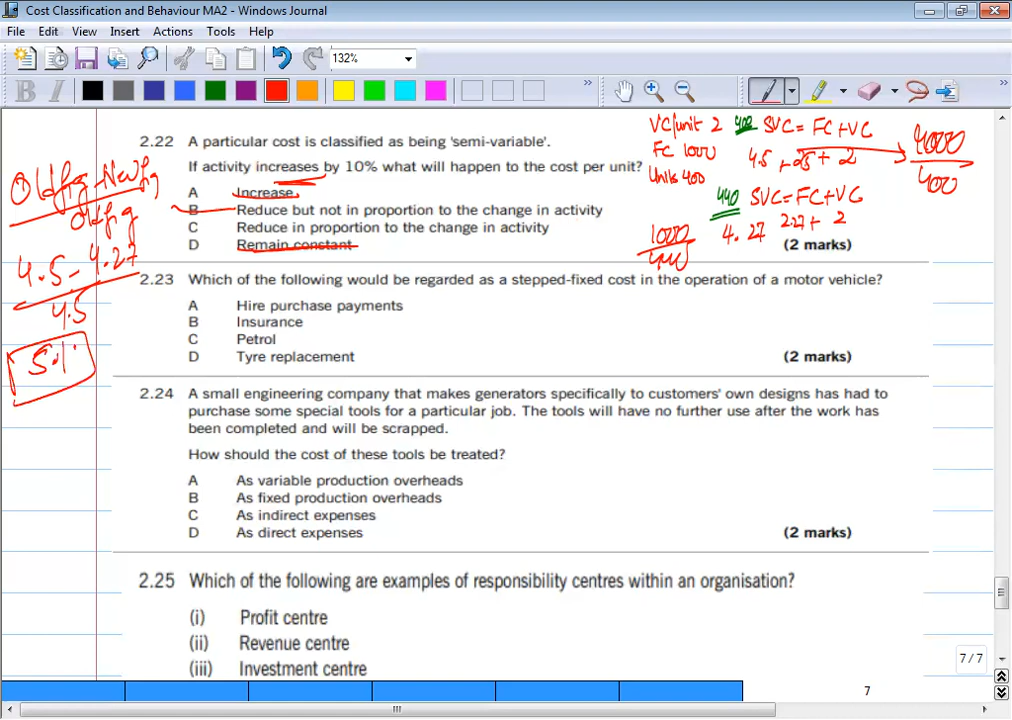 Cost Classification and Behaviour MA2 - Windows Journal
File Edit View Insert Actions Tools Help
132%
B I
2.22 A particular cost is classified as being 'semi-variable'.
If activity increases by 10% what will happen to the cost per unit?
A Increase
B Reduce but not in proportion to the change in activity
C Reduce in proportion to the change in activity
D Remain constant
(2 marks)
VC/unit 2
FC 1000
Units 400
400 SVC = FC + VC
4.5
+ 2
4000
400
440 SVC = FC + VC
4.27 2.27 + 2
1000
Oldfig - Newfig
Oldfig
4.5 - 4.27
4.5
5%
2.23 Which of the following would be regarded as a stepped-fixed cost in the operation of a motor vehicle?
A Hire purchase payments
B Insurance
C Petrol
D Tyre replacement
(2 marks)
2.24 A small engineering company that makes generators specifically to customers' own designs has had to
purchase some special tools for a particular job. The tools will have no further use after the work has
been completed and will be scrapped.
How should the cost of these tools be treated?
A As variable production overheads
B As fixed production overheads
C As indirect expenses
D As direct expenses
(2 marks)
2.25 Which of the following are examples of responsibility centres within an organisation?
(i) Profit centre
(ii) Revenue centre
(iii) Investment centre
7 / 7
7